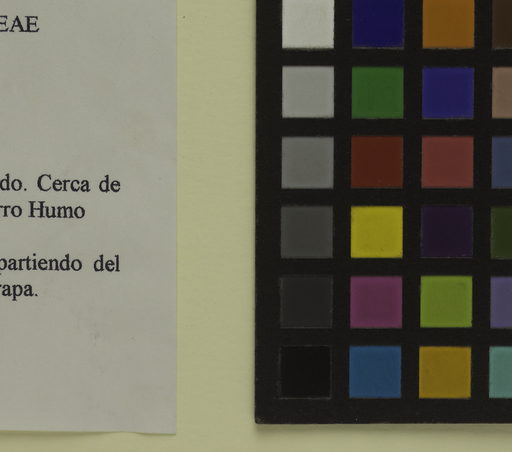 EAE
do. Cerca de
rro Humo
partiendo del
rapa.